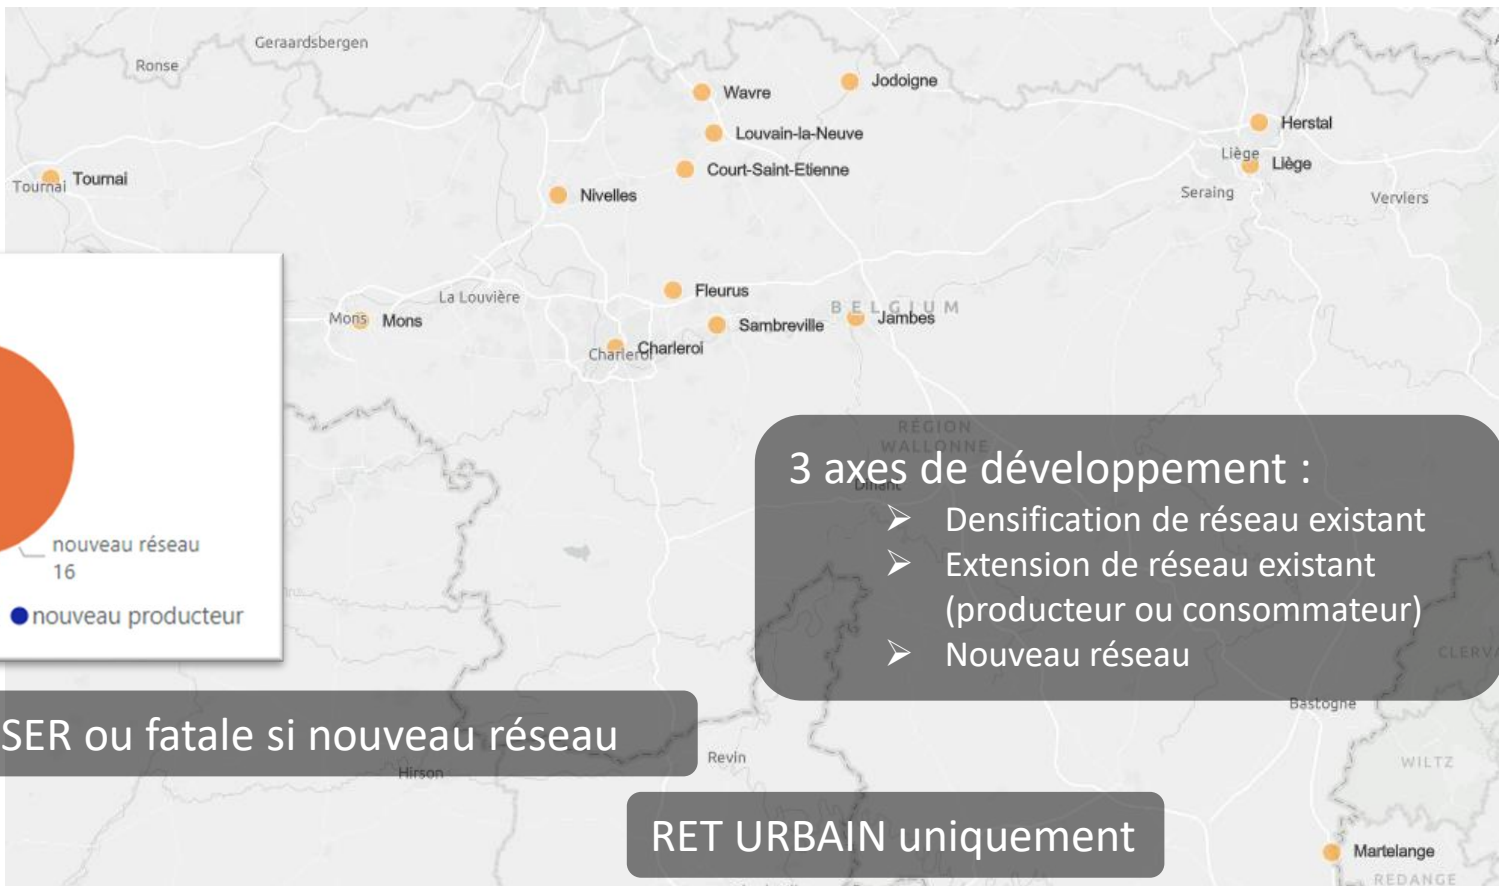 Geraardsbergen
Ronse
Wavre
Jodoigne
Louvain-la-Neuve
Herstal
Court-Saint-Etienne
Liège
Liège
Tournai
Tournai
Nivelles
Seraing
Verviers
La Louvière
Fleurus
BELGIUM
Mons
Mons
Sambreville
Jambes
Charleroi
Charleroi
RÉGION
WALLONNE
3 axes de développement :
Dinant
➢ Densification de réseau existant
➢ Extension de réseau existant
(producteur ou consommateur)
➢ Nouveau réseau
nouveau réseau
16
nouveau producteur
CLERV
Bastogne
SER ou fatale si nouveau réseau
Hirson
Revin
WILTZ
RET URBAIN uniquement
Martelange
REDANGE